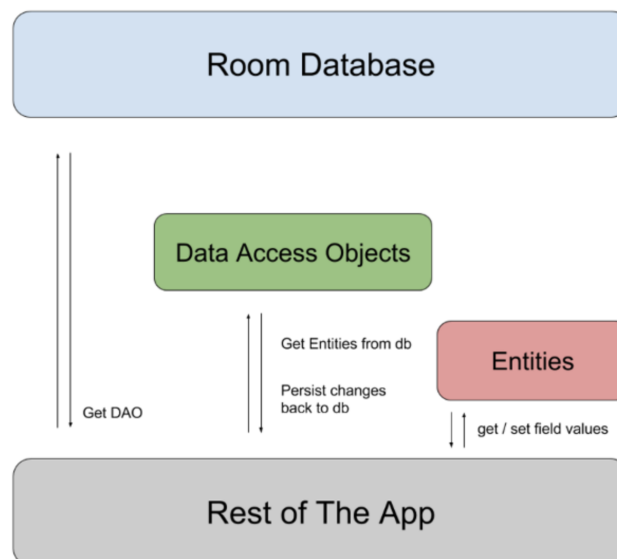 Room Database
Data Access Objects
Get Entities from db
Entities
Persist changes
back to db
Get DAO
get / set field values
Rest of The App